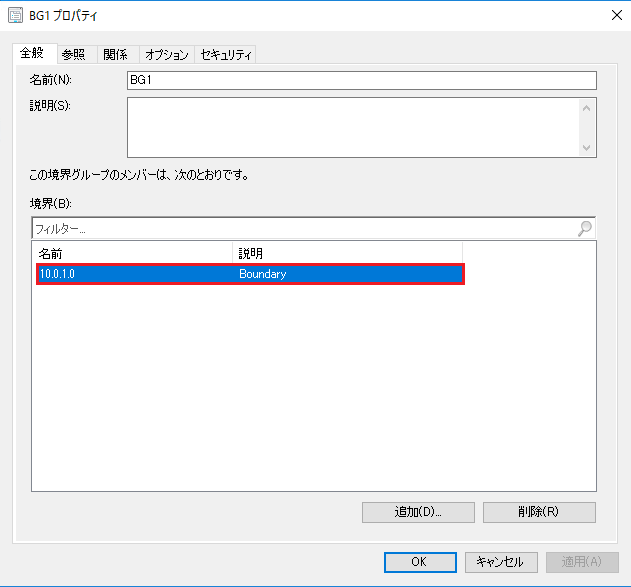 BG1 プロパティ
全般 参照 関係 オプション セキュリティ
名前(N): BG1
説明(S):
この境界グループのメンバーは、次のとおりです。
境界(B):
フィルター...
名前 説明
10.0.1.0 Boundary
追加(D)... 削除(R)
OK キャンセル 適用(A)